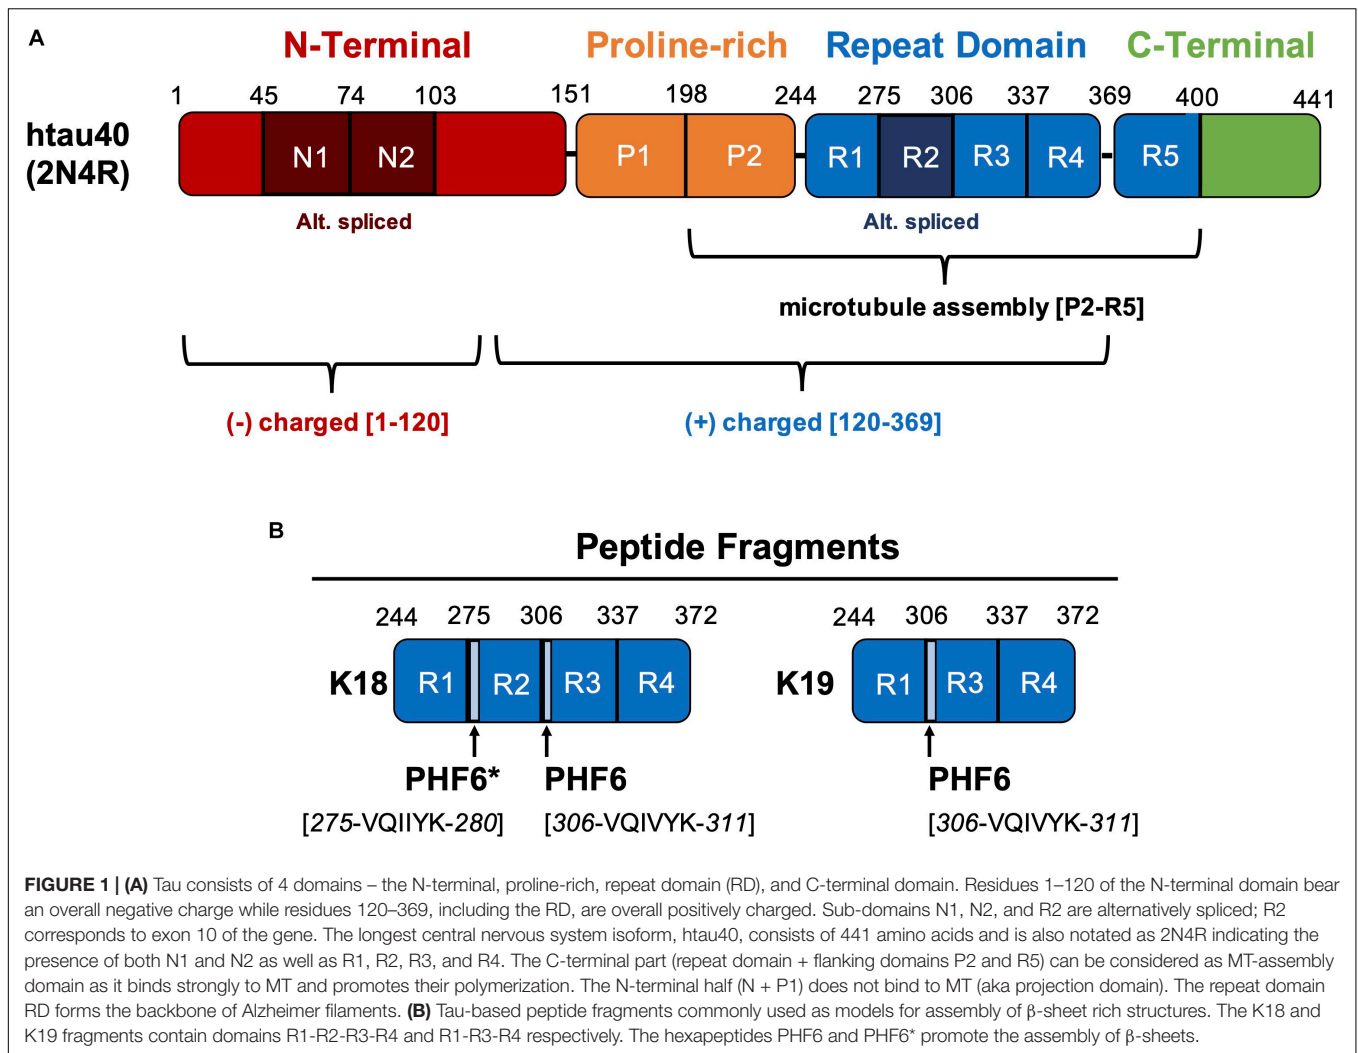 A
N-Terminal Proline-rich Repeat Domain C-Terminal
1 45 74 103 151 198 244 275 306 337 369 400 441
htau40
(2N4R)
N1 N2 P1 P2 R1 R2 R3 R4 R5
Alt. spliced Alt. spliced
microtubule assembly [P2-R5]
(-) charged [1-120] (+) charged [120-369]
B
Peptide Fragments
244 275 306 337 372 244 306 337 372
K18 R1 R2 R3 R4 K19 R1 R3 R4
PHF6* PHF6 PHF6
[275-VQIIYK-280] [306-VQIVYK-311] [306-VQIVYK-311]
FIGURE 1 | (A) Tau consists of 4 domains – the N-terminal, proline-rich, repeat domain (RD), and C-terminal domain. Residues 1–120 of the N-terminal domain bear
an overall negative charge while residues 120–369, including the RD, are overall positively charged. Sub-domains N1, N2, and R2 are alternatively spliced; R2
corresponds to exon 10 of the gene. The longest central nervous system isoform, htau40, consists of 441 amino acids and is also notated as 2N4R indicating the
presence of both N1 and N2 as well as R1, R2, R3, and R4. The C-terminal part (repeat domain + flanking domains P2 and R5) can be considered as MT-assembly
domain as it binds strongly to MT and promotes their polymerization. The N-terminal half (N + P1) does not bind to MT (aka projection domain). The repeat domain
RD forms the backbone of Alzheimer filaments. (B) Tau-based peptide fragments commonly used as models for assembly of β-sheet rich structures. The K18 and
K19 fragments contain domains R1-R2-R3-R4 and R1-R3-R4 respectively. The hexapeptides PHF6 and PHF6* promote the assembly of β-sheets.